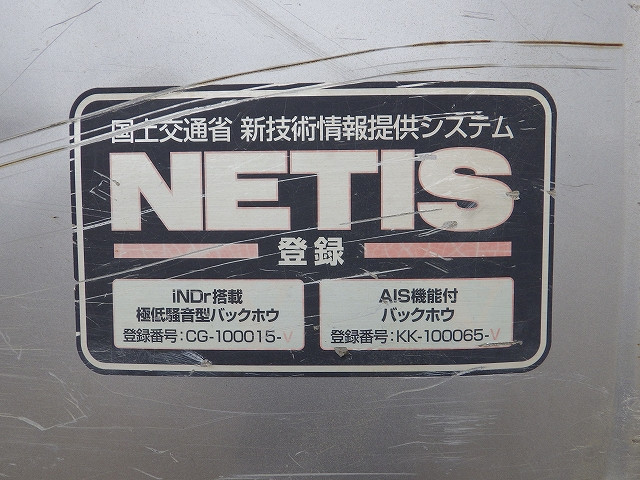 国土交通省 新技術情報提供システム
NETIS
登録
iNDr搭載
極低騒音型バックホウ
登録番号:CG-100015-V
AIS機能付
バックホウ
登録番号:KK-100065-V